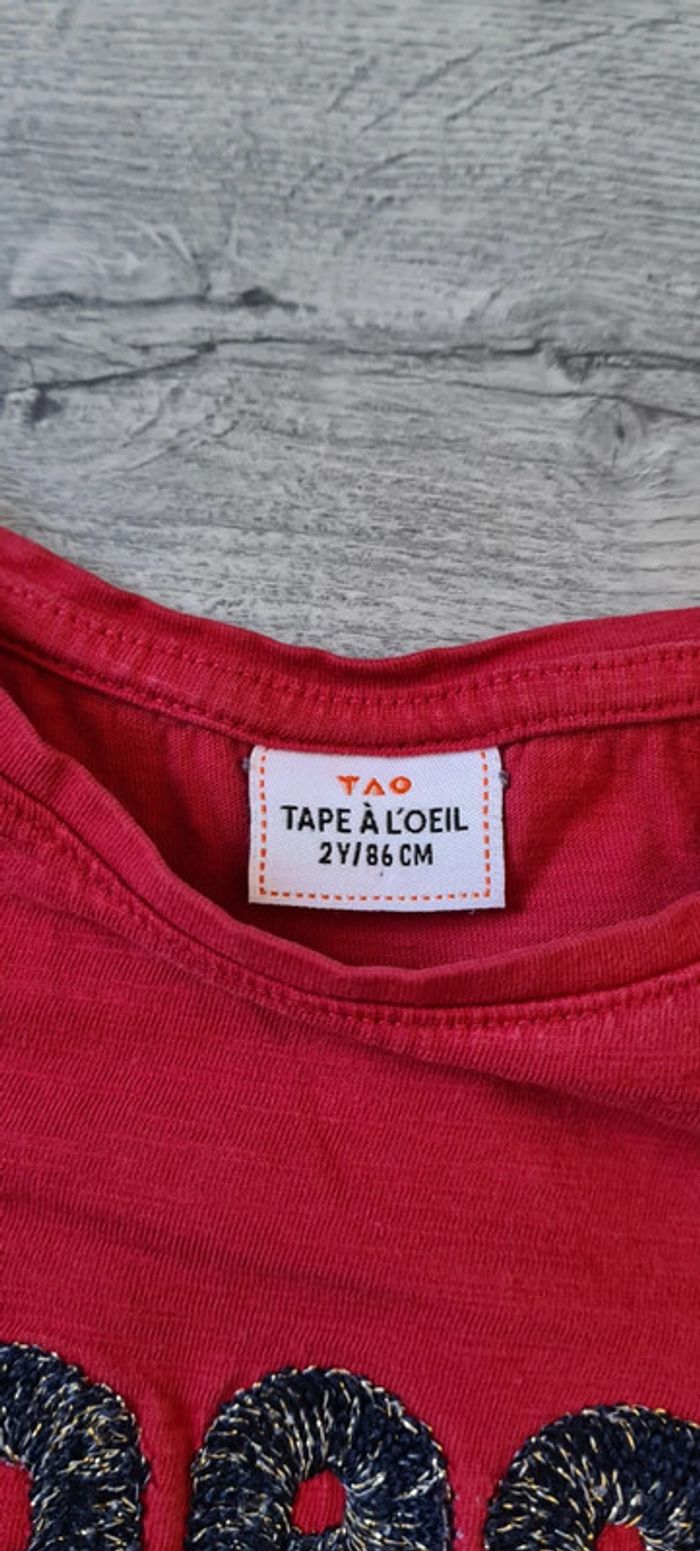 TAO
TAPE À L'OEIL
2Y/86 CM